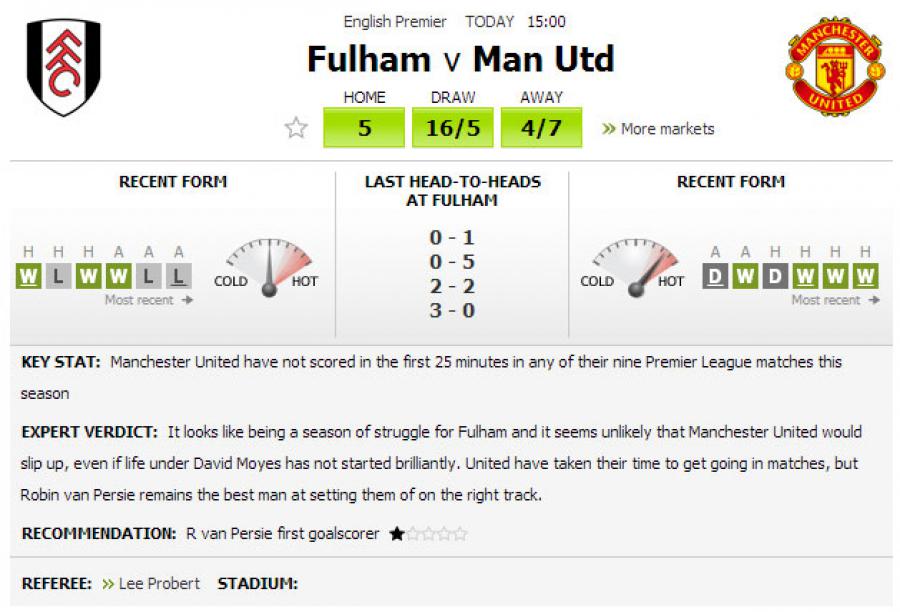 English Premier TODAY 15:00
Fulham v Man Utd
HOME DRAW AWAY
5 16/5 4/7 » More markets
FFC
MANCHESTER
UNITED
RECENT FORM
H H H A A A
W L W W L L
Most recent →
COLD HOT
LAST HEAD-TO-HEADS
AT FULHAM
0 - 1
0 - 5
2 - 2
3 - 0
RECENT FORM
COLD HOT
A A H H H H
D W D W W W
Most recent →
KEY STAT: Manchester United have not scored in the first 25 minutes in any of their nine Premier League matches this
season
EXPERT VERDICT: It looks like being a season of struggle for Fulham and it seems unlikely that Manchester United would
slip up, even if life under David Moyes has not started brilliantly. United have taken their time to get going in matches, but
Robin van Persie remains the best man at setting them of on the right track.
RECOMMENDATION: R van Persie first goalscorer ★☆☆☆☆
REFEREE: » Lee Probert STADIUM: